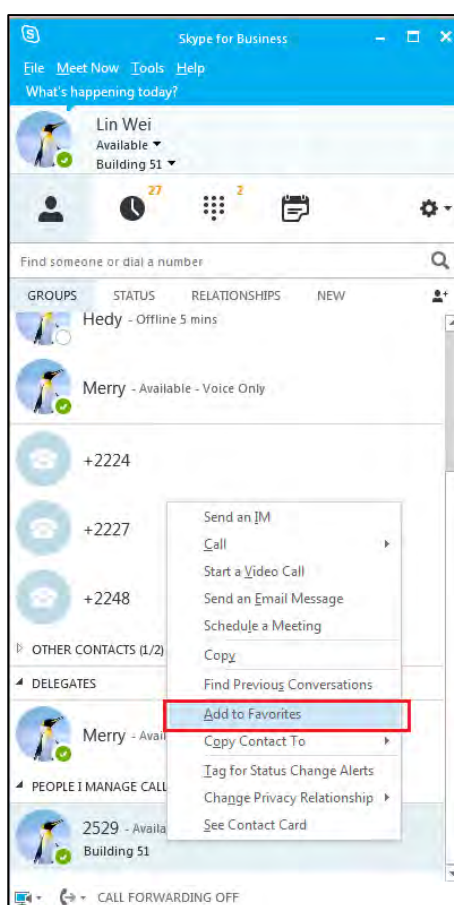 Skype for Business
File Meet Now Tools Help
What's happening today?
Lin Wei
Available
Building 51
27
2
Find someone or dial a number
GROUPS STATUS RELATIONSHIPS NEW
Hedy - Offline 5 mins
Merry - Available - Voice Only
+2224
+2227
+2248
OTHER CONTACTS (1/2)
DELEGATES
Merry - Avail
PEOPLE I MANAGE CALL
2529 - Availa
Building 51
Send an IM
Call
Start a Video Call
Send an Email Message
Schedule a Meeting
Copy
Find Previous Conversations
Add to Favorites
Copy Contact To
Tag for Status Change Alerts
Change Privacy Relationship
See Contact Card
CALL FORWARDING OFF